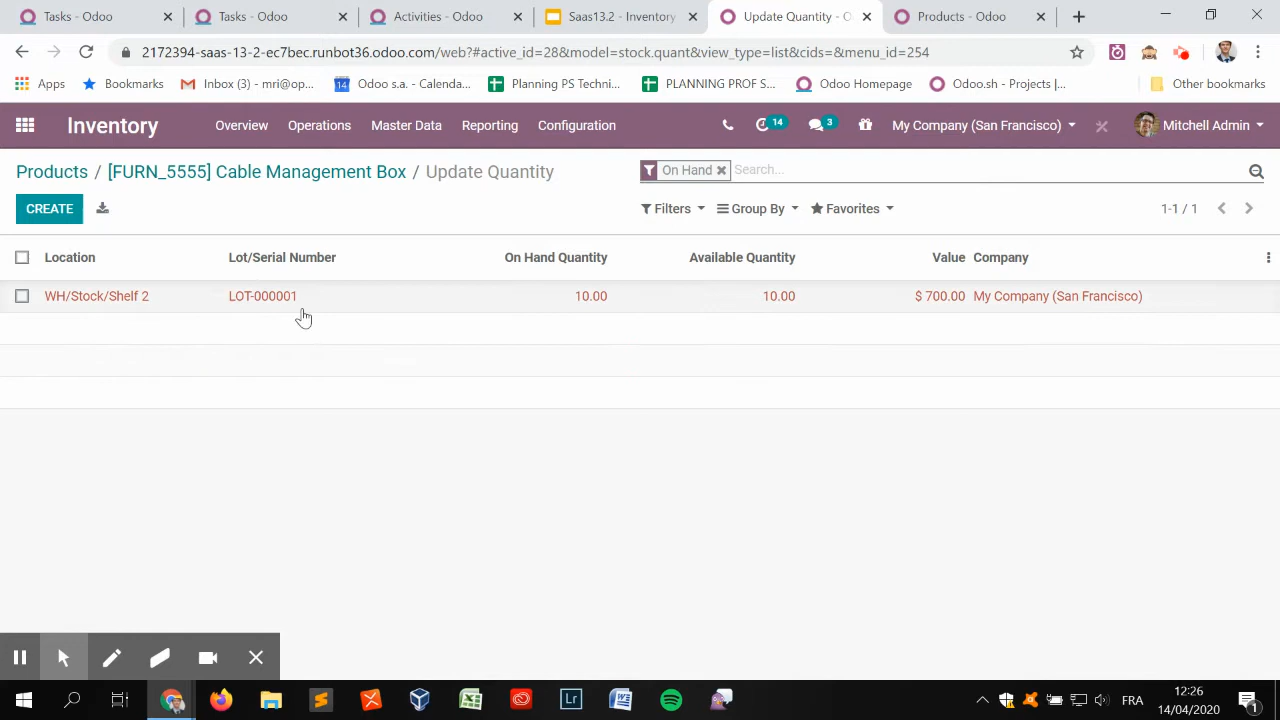 Tasks - Odoo
Tasks - Odoo
Activities - Odoo
Saas13.2 - Inventory
Update Quantity - O
Products - Odoo
2172394-saas-13-2-ec7bec.runbot36.odoo.com/web?#active_id=28&model=stock.quant&view_type=list&cids=&menu_id=254
Apps Bookmarks Inbox (3) - mri@op... 14 Odoo s.a. - Calenda... Planning PS Techni... PLANNING PROF S... Odoo Homepage Odoo.sh - Projects |... Other bookmarks
Inventory Overview Operations Master Data Reporting Configuration 14 3 My Company (San Francisco) Mitchell Admin
Products / [FURN_5555] Cable Management Box / Update Quantity On Hand Search...
CREATE Filters Group By Favorites 1-1 / 1
Location Lot/Serial Number On Hand Quantity Available Quantity Value Company
WH/Stock/Shelf 2 LOT-000001 10.00 10.00 $ 700.00 My Company (San Francisco)
Lr FRA 12:26
14/04/2020 1